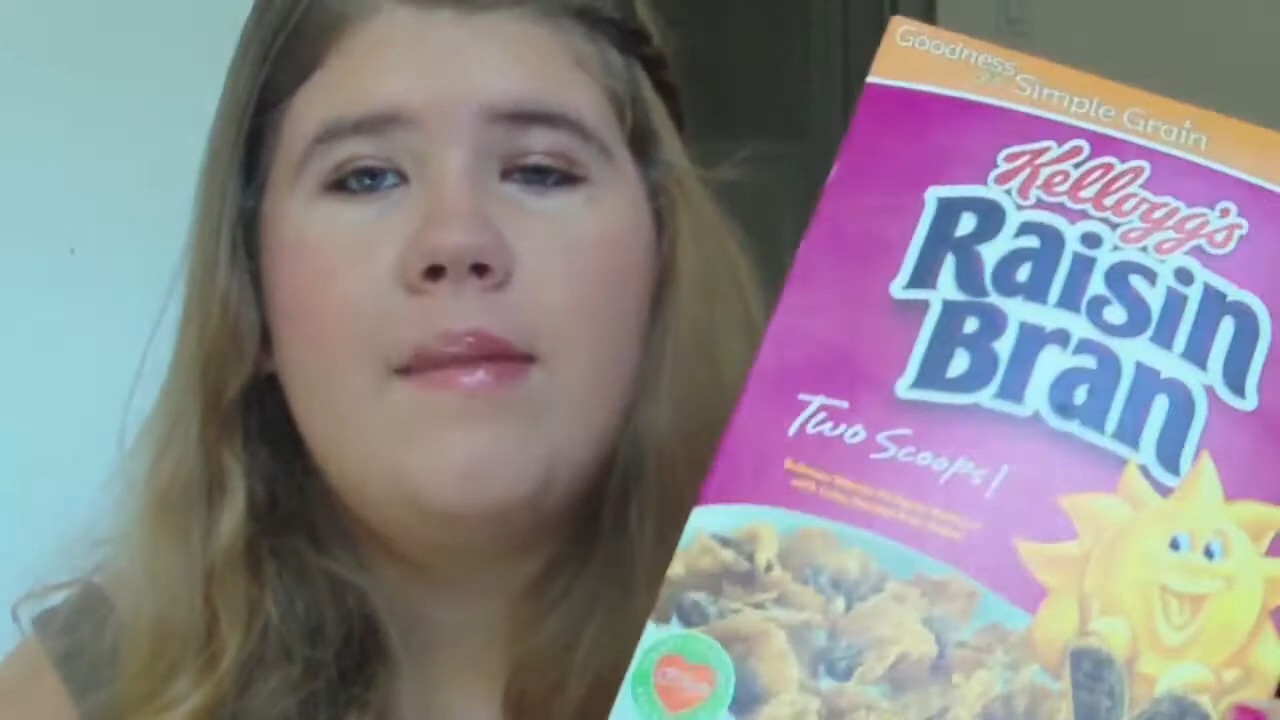 Goodness
of
Simple Grain
Kellogg's
Raisin
Bran
Two Scoops!